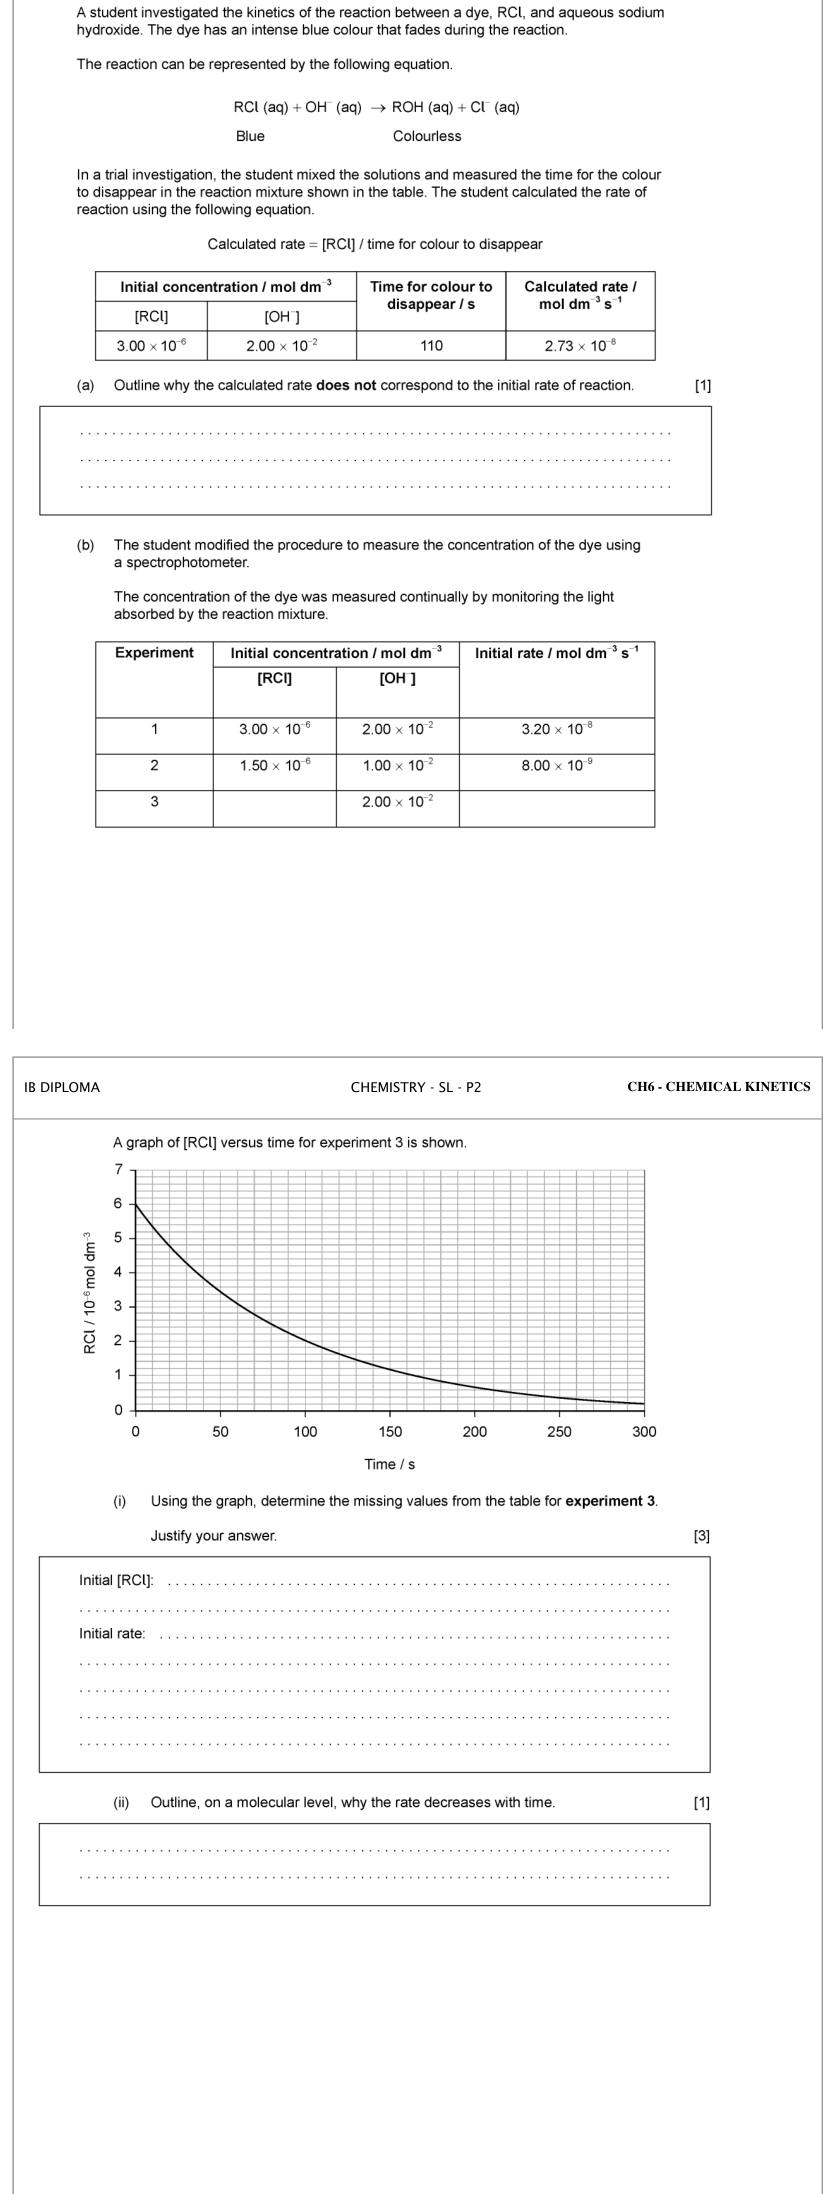 A student investigated the kinetics of the reaction between a dye, RCl, and aqueous sodium
hydroxide. The dye has an intense blue colour that fades during the reaction.
The reaction can be represented by the following equation.
RCl (aq) + OH⁻ (aq) → ROH (aq) + Cl⁻ (aq)
Blue Colourless
In a trial investigation, the student mixed the solutions and measured the time for the colour
to disappear in the reaction mixture shown in the table. The student calculated the rate of
reaction using the following equation.
Calculated rate = [RCl] / time for colour to disappear
Initial concentration / mol dm⁻³ Time for colour to disappear / s Calculated rate / mol dm⁻³ s⁻¹
[RCl] [OH⁻]
3.00 × 10⁻⁶ 2.00 × 10⁻² 110 2.73 × 10⁻⁸
(a) Outline why the calculated rate does not correspond to the initial rate of reaction. [1]
(b) The student modified the procedure to measure the concentration of the dye using
a spectrophotometer.
The concentration of the dye was measured continually by monitoring the light
absorbed by the reaction mixture.
Experiment Initial concentration / mol dm⁻³ Initial rate / mol dm⁻³ s⁻¹
[RCl] [OH⁻]
1 3.00 × 10⁻⁶ 2.00 × 10⁻² 3.20 × 10⁻⁸
2 1.50 × 10⁻⁶ 1.00 × 10⁻² 8.00 × 10⁻⁹
3 2.00 × 10⁻²
IB DIPLOMA CHEMISTRY - SL - P2 CH6 - CHEMICAL KINETICS
A graph of [RCl] versus time for experiment 3 is shown.
7
6
5
4
3
2
1
0
RCl / 10⁻⁶ mol dm⁻³
0 50 100 150 200 250 300
Time / s
(i) Using the graph, determine the missing values from the table for experiment 3.
Justify your answer. [3]
Initial [RCl]:
Initial rate:
(ii) Outline, on a molecular level, why the rate decreases with time. [1]